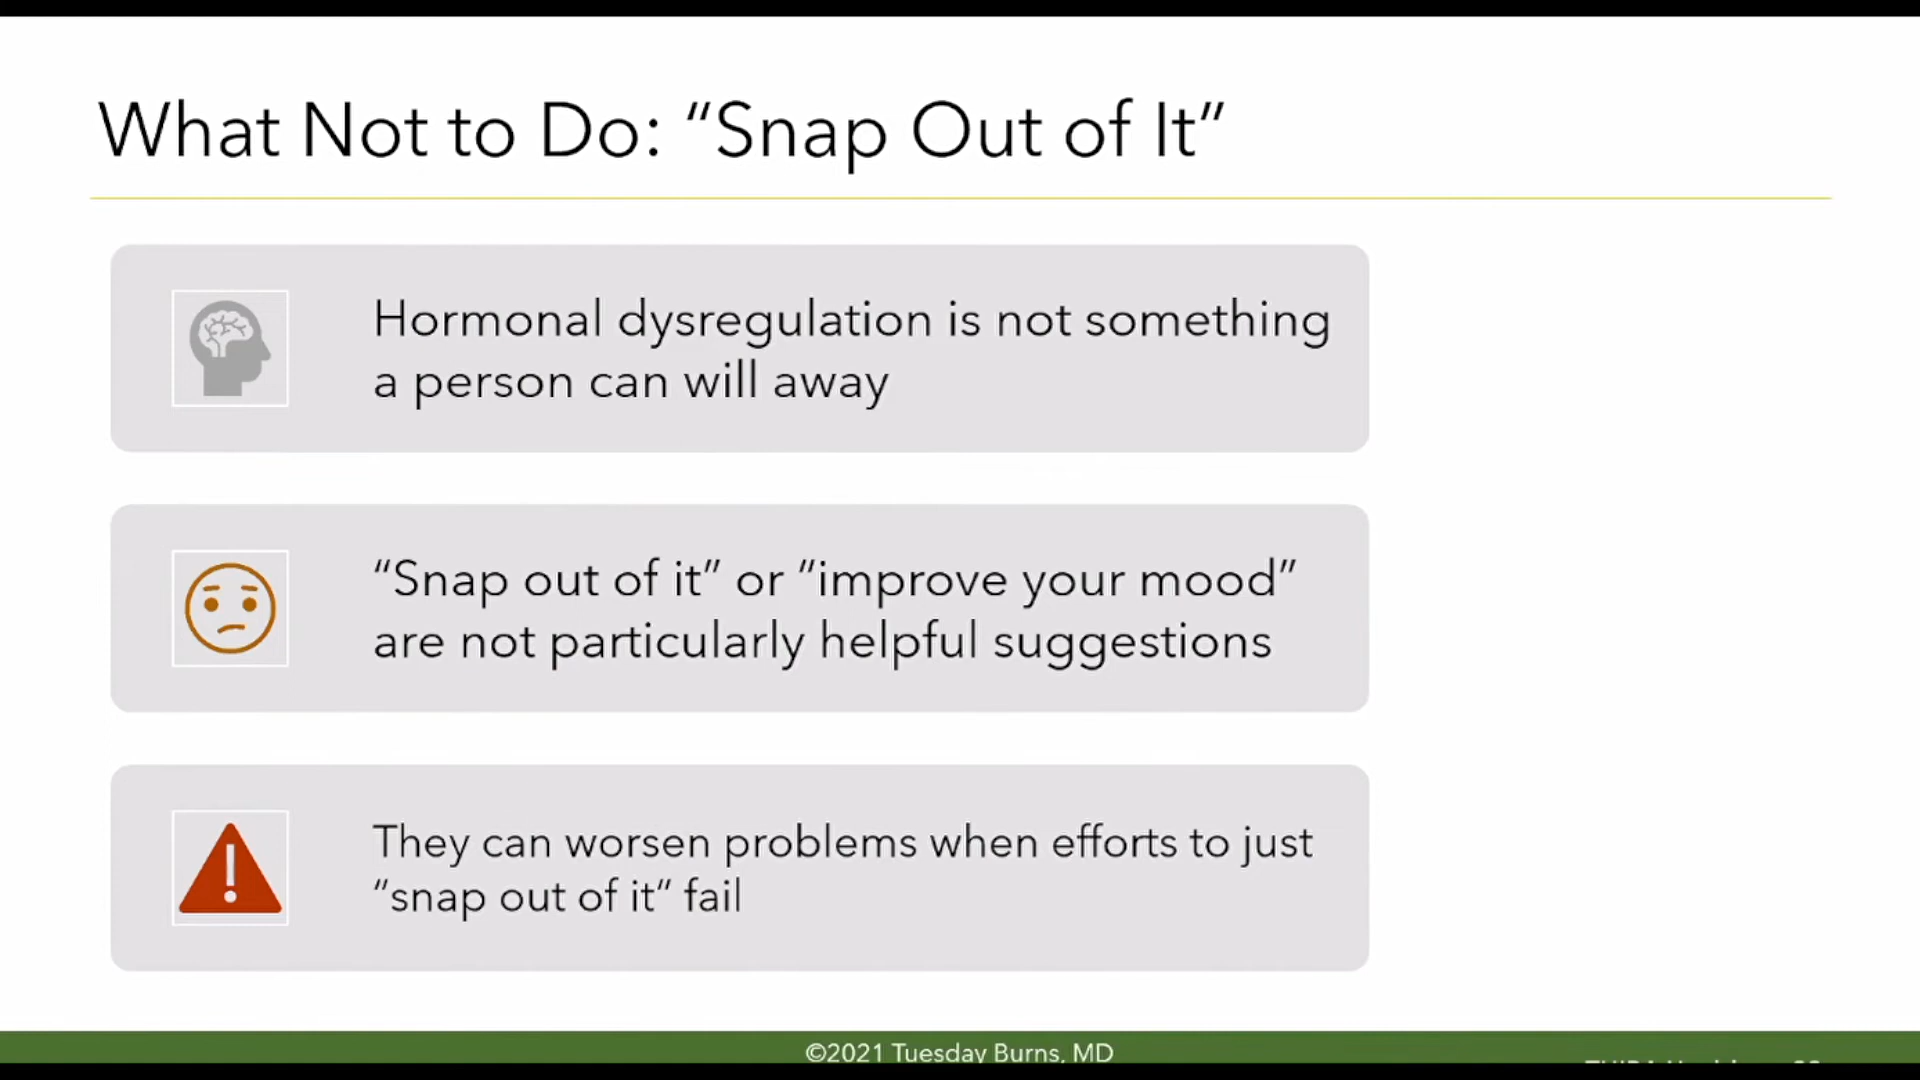 What Not to Do: “Snap Out of It”
Hormonal dysregulation is not something
a person can will away
“Snap out of it” or “improve your mood”
are not particularly helpful suggestions
They can worsen problems when efforts to just
“snap out of it” fail
©2021 Tuesday Burns, MD